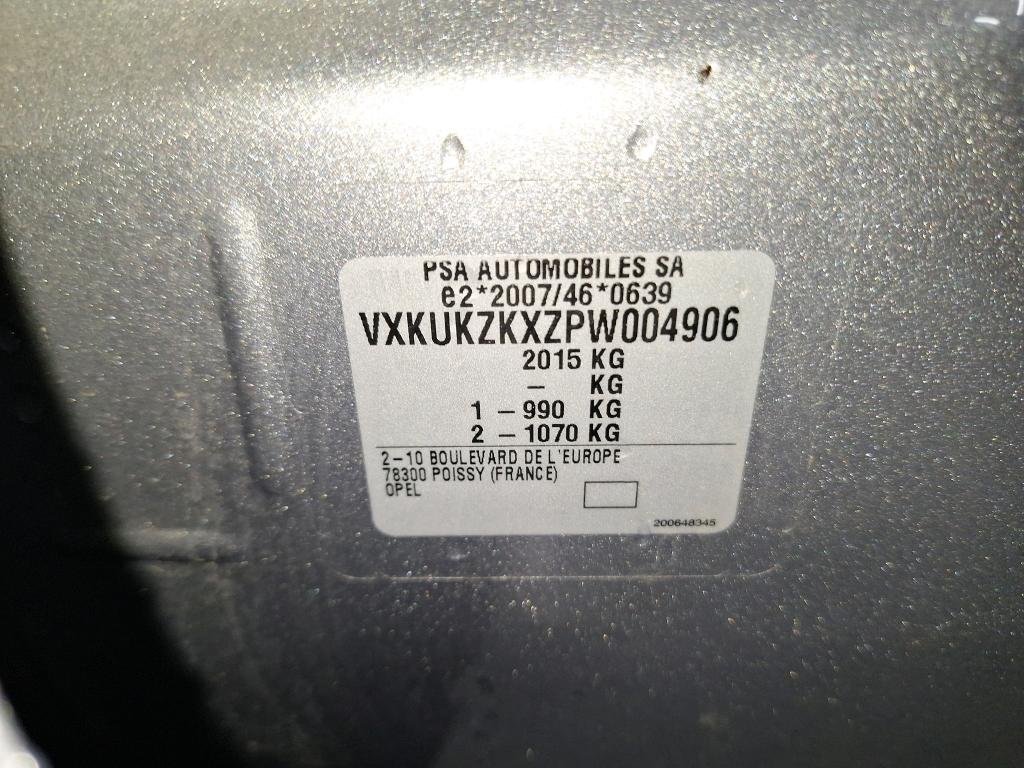 PSA AUTOMOBILES SA
e2*2007/46*0639
VXKUKZKXZPW004906
2015 KG
- KG
1 - 990 KG
2 - 1070 KG
2-10 BOULEVARD DE L'EUROPE
78300 POISSY (FRANCE)
OPEL
200648345